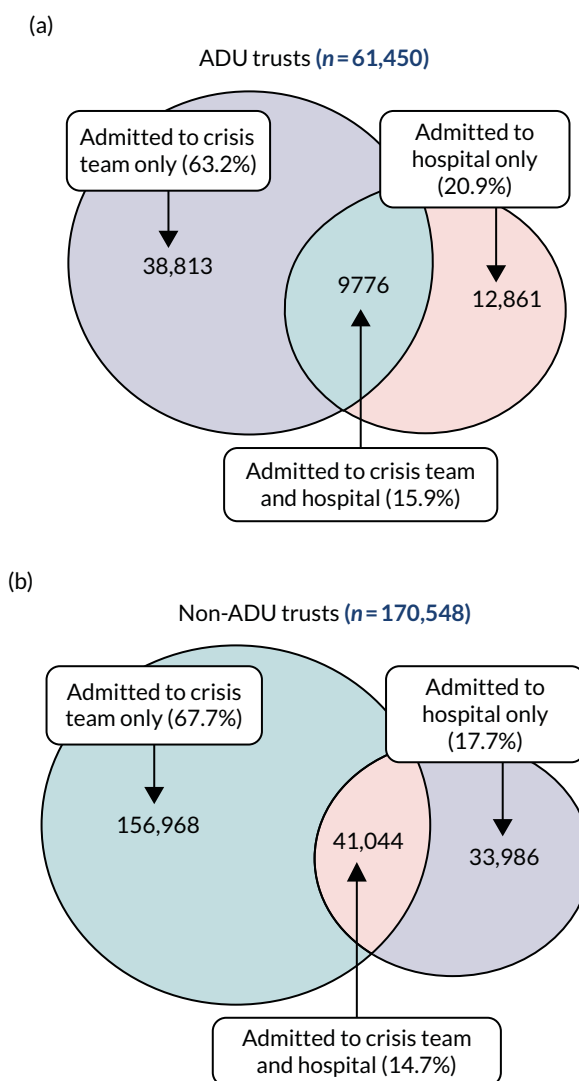 (a)
ADU trusts (n = 61,450)
Admitted to crisis
team only (63.2%)
Admitted to
hospital only
(20.9%)
38,813
9776
12,861
Admitted to crisis team
and hospital (15.9%)
(b)
Non-ADU trusts (n = 170,548)
Admitted to crisis
team only (67.7%)
Admitted to
hospital only
(17.7%)
156,968
41,044
33,986
Admitted to crisis team
and hospital (14.7%)